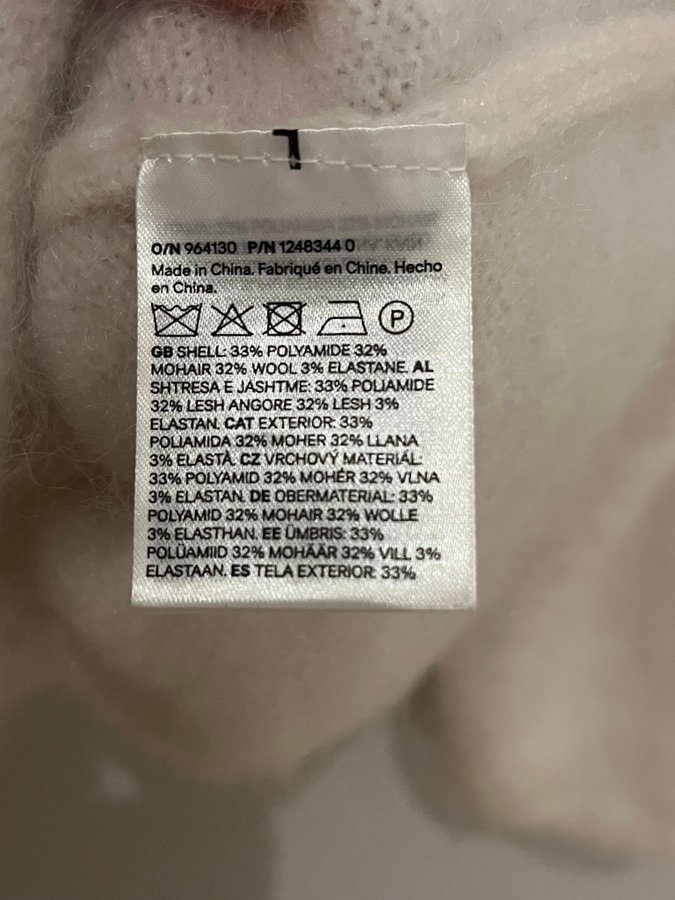 L
O/N 964130 P/N 1248344 0
Made in China. Fabriqué en Chine. Hecho
en China.
P
GB SHELL: 33% POLYAMIDE 32%
MOHAIR 32% WOOL 3% ELASTANE. AL
SHTRESA E JASHTME: 33% POLIAMIDE
32% LESH ANGORE 32% LESH 3%
ELASTAN. CAT EXTERIOR: 33%
POLIAMIDA 32% MOHER 32% LLANA
3% ELASTÀ. CZ VRCHOVÝ MATERIÁL:
33% POLYAMID 32% MOHÉR 32% VLNA
3% ELASTAN. DE OBERMATERIAL: 33%
POLYAMID 32% MOHAIR 32% WOLLE
3% ELASTHAN. EE ÜMBRIS: 33%
POLÜAMIID 32% MOHÄÄR 32% VILL 3%
ELASTAAN. ES TELA EXTERIOR: 33%